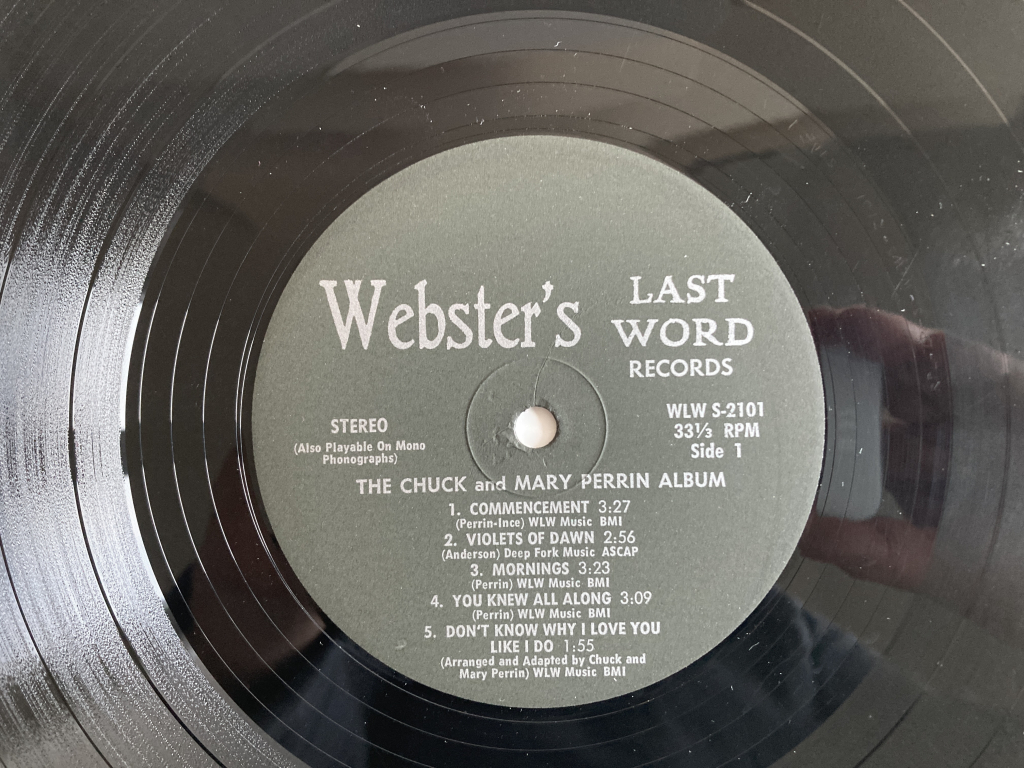 Webster's LAST
WORD
RECORDS
STEREO
(Also Playable On Mono
Phonographs)
WLW S-2101
33⅓ RPM
Side 1
THE CHUCK and MARY PERRIN ALBUM
1. COMMENCEMENT 3:27
(Perrin-Ince) WLW Music BMI
2. VIOLETS OF DAWN 2:56
(Anderson) Deep Fork Music ASCAP
3. MORNINGS 3:23
(Perrin) WLW Music BMI
4. YOU KNEW ALL ALONG 3:09
(Perrin) WLW Music BMI
5. DON'T KNOW WHY I LOVE YOU
LIKE I DO 1:55
(Arranged and Adapted by Chuck and
Mary Perrin) WLW Music BMI